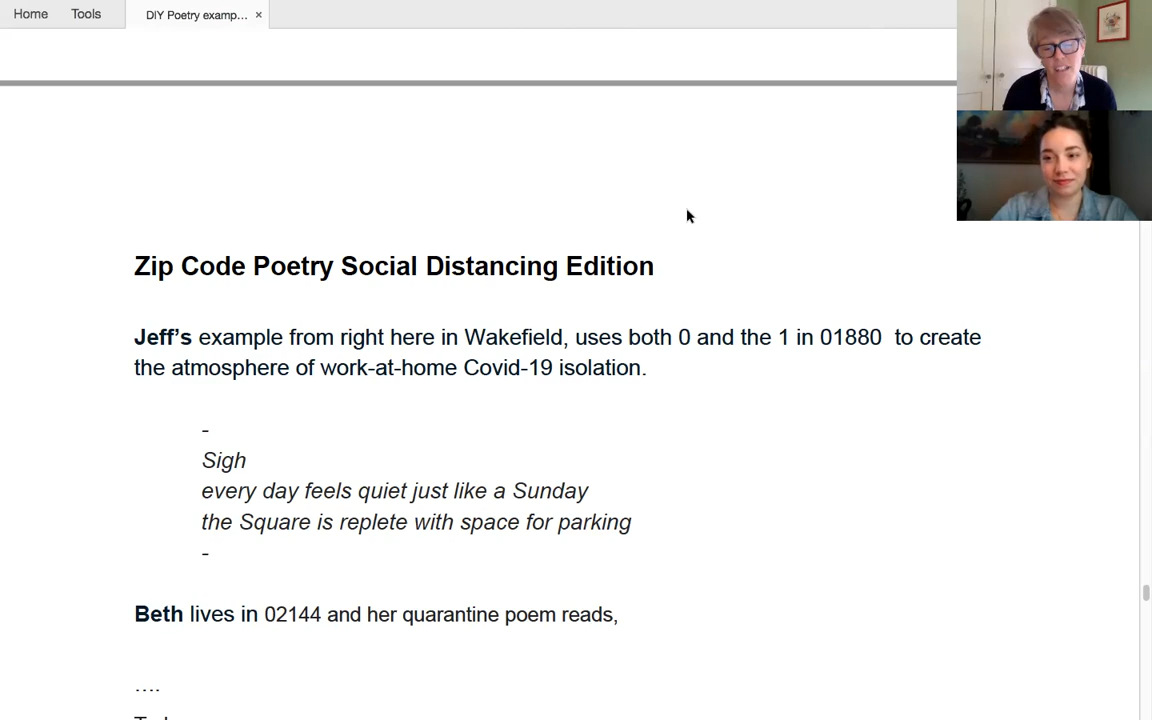 Home Tools DIY Poetry examp... ×
Zip Code Poetry Social Distancing Edition
Jeff’s example from right here in Wakefield, uses both 0 and the 1 in 01880 to create
the atmosphere of work-at-home Covid-19 isolation.
-
Sigh
every day feels quiet just like a Sunday
the Square is replete with space for parking
-
Beth lives in 02144 and her quarantine poem reads,
....